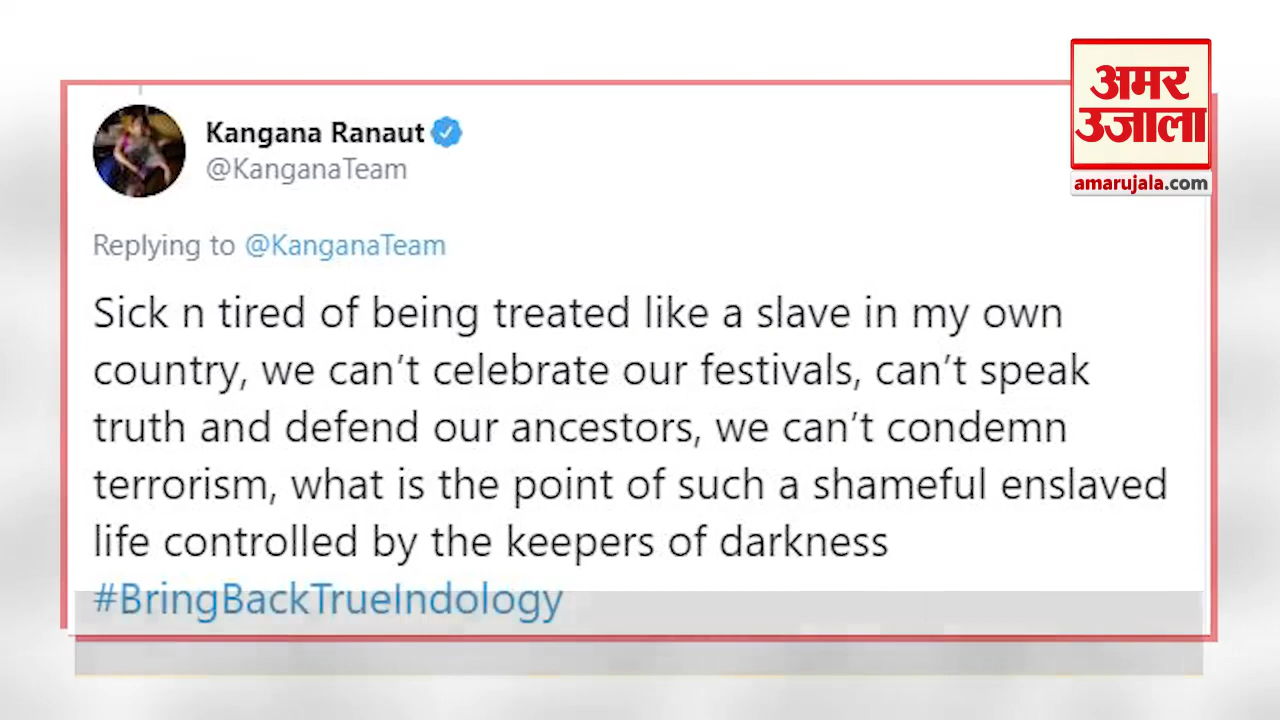 अमर
उजाला
amarujala.com
Kangana Ranaut
@KanganaTeam
Replying to @KanganaTeam
Sick n tired of being treated like a slave in my own
country, we can’t celebrate our festivals, can’t speak
truth and defend our ancestors, we can’t condemn
terrorism, what is the point of such a shameful enslaved
life controlled by the keepers of darkness
#BringBackTrueIndology